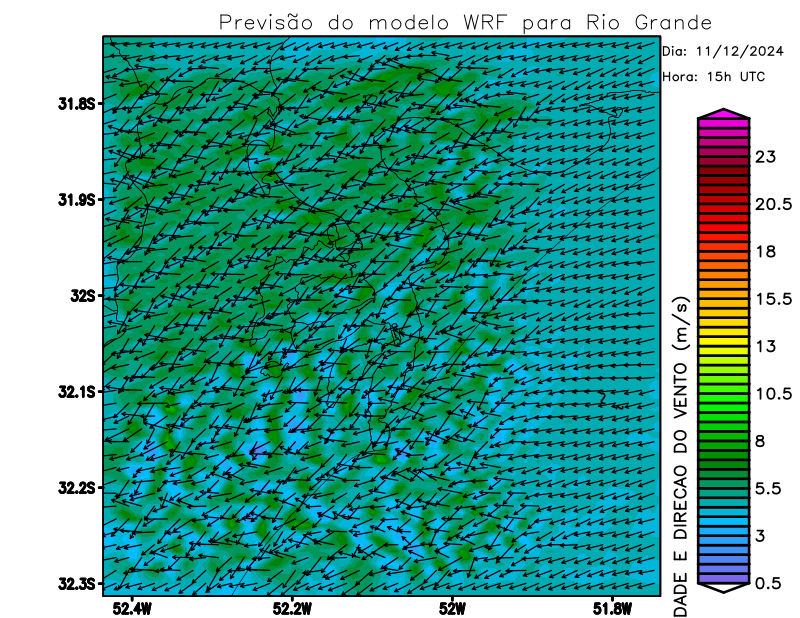 Previsão do modelo WRF para Rio Grande
Dia: 11/12/2024
Hora: 15h UTC
31.8S
31.9S
32S
32.1S
32.2S
32.3S
52.4W
52.2W
52W
51.8W
DADE E DIRECAO DO VENTO (m/s)
23
20.5
18
15.5
13
10.5
8
5.5
3
0.5